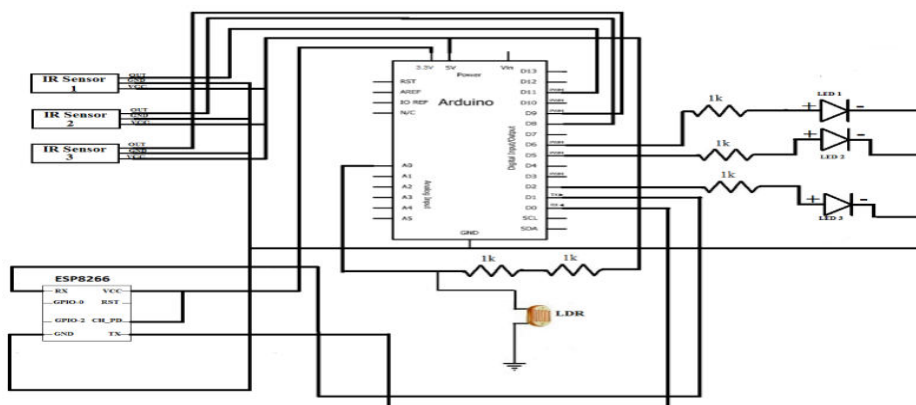 IR Sensor
1
OUT
GND
VCC
IR Sensor
2
OUT
GND
VCC
IR Sensor
3
OUT
GND
VCC
3.3V
5V
Vin
Power
Arduino
RST
AREF
IO REF
N/C
A0
A1
A2
A3
A4
A5
Analog Input
D13
D12
D11
D10
D9
D8
D7
D6
D5
D4
D3
D2
D1
D0
SCL
SDA
Digital Input/Output
GND
1k
+
LED 1
-
1k
+
LED 2
-
1k
+
LED 3
-
1k
1k
LDR
ESP8266
RX
VCC
GPIO-0
RST
GPIO-2
CH_PD
GND
TX